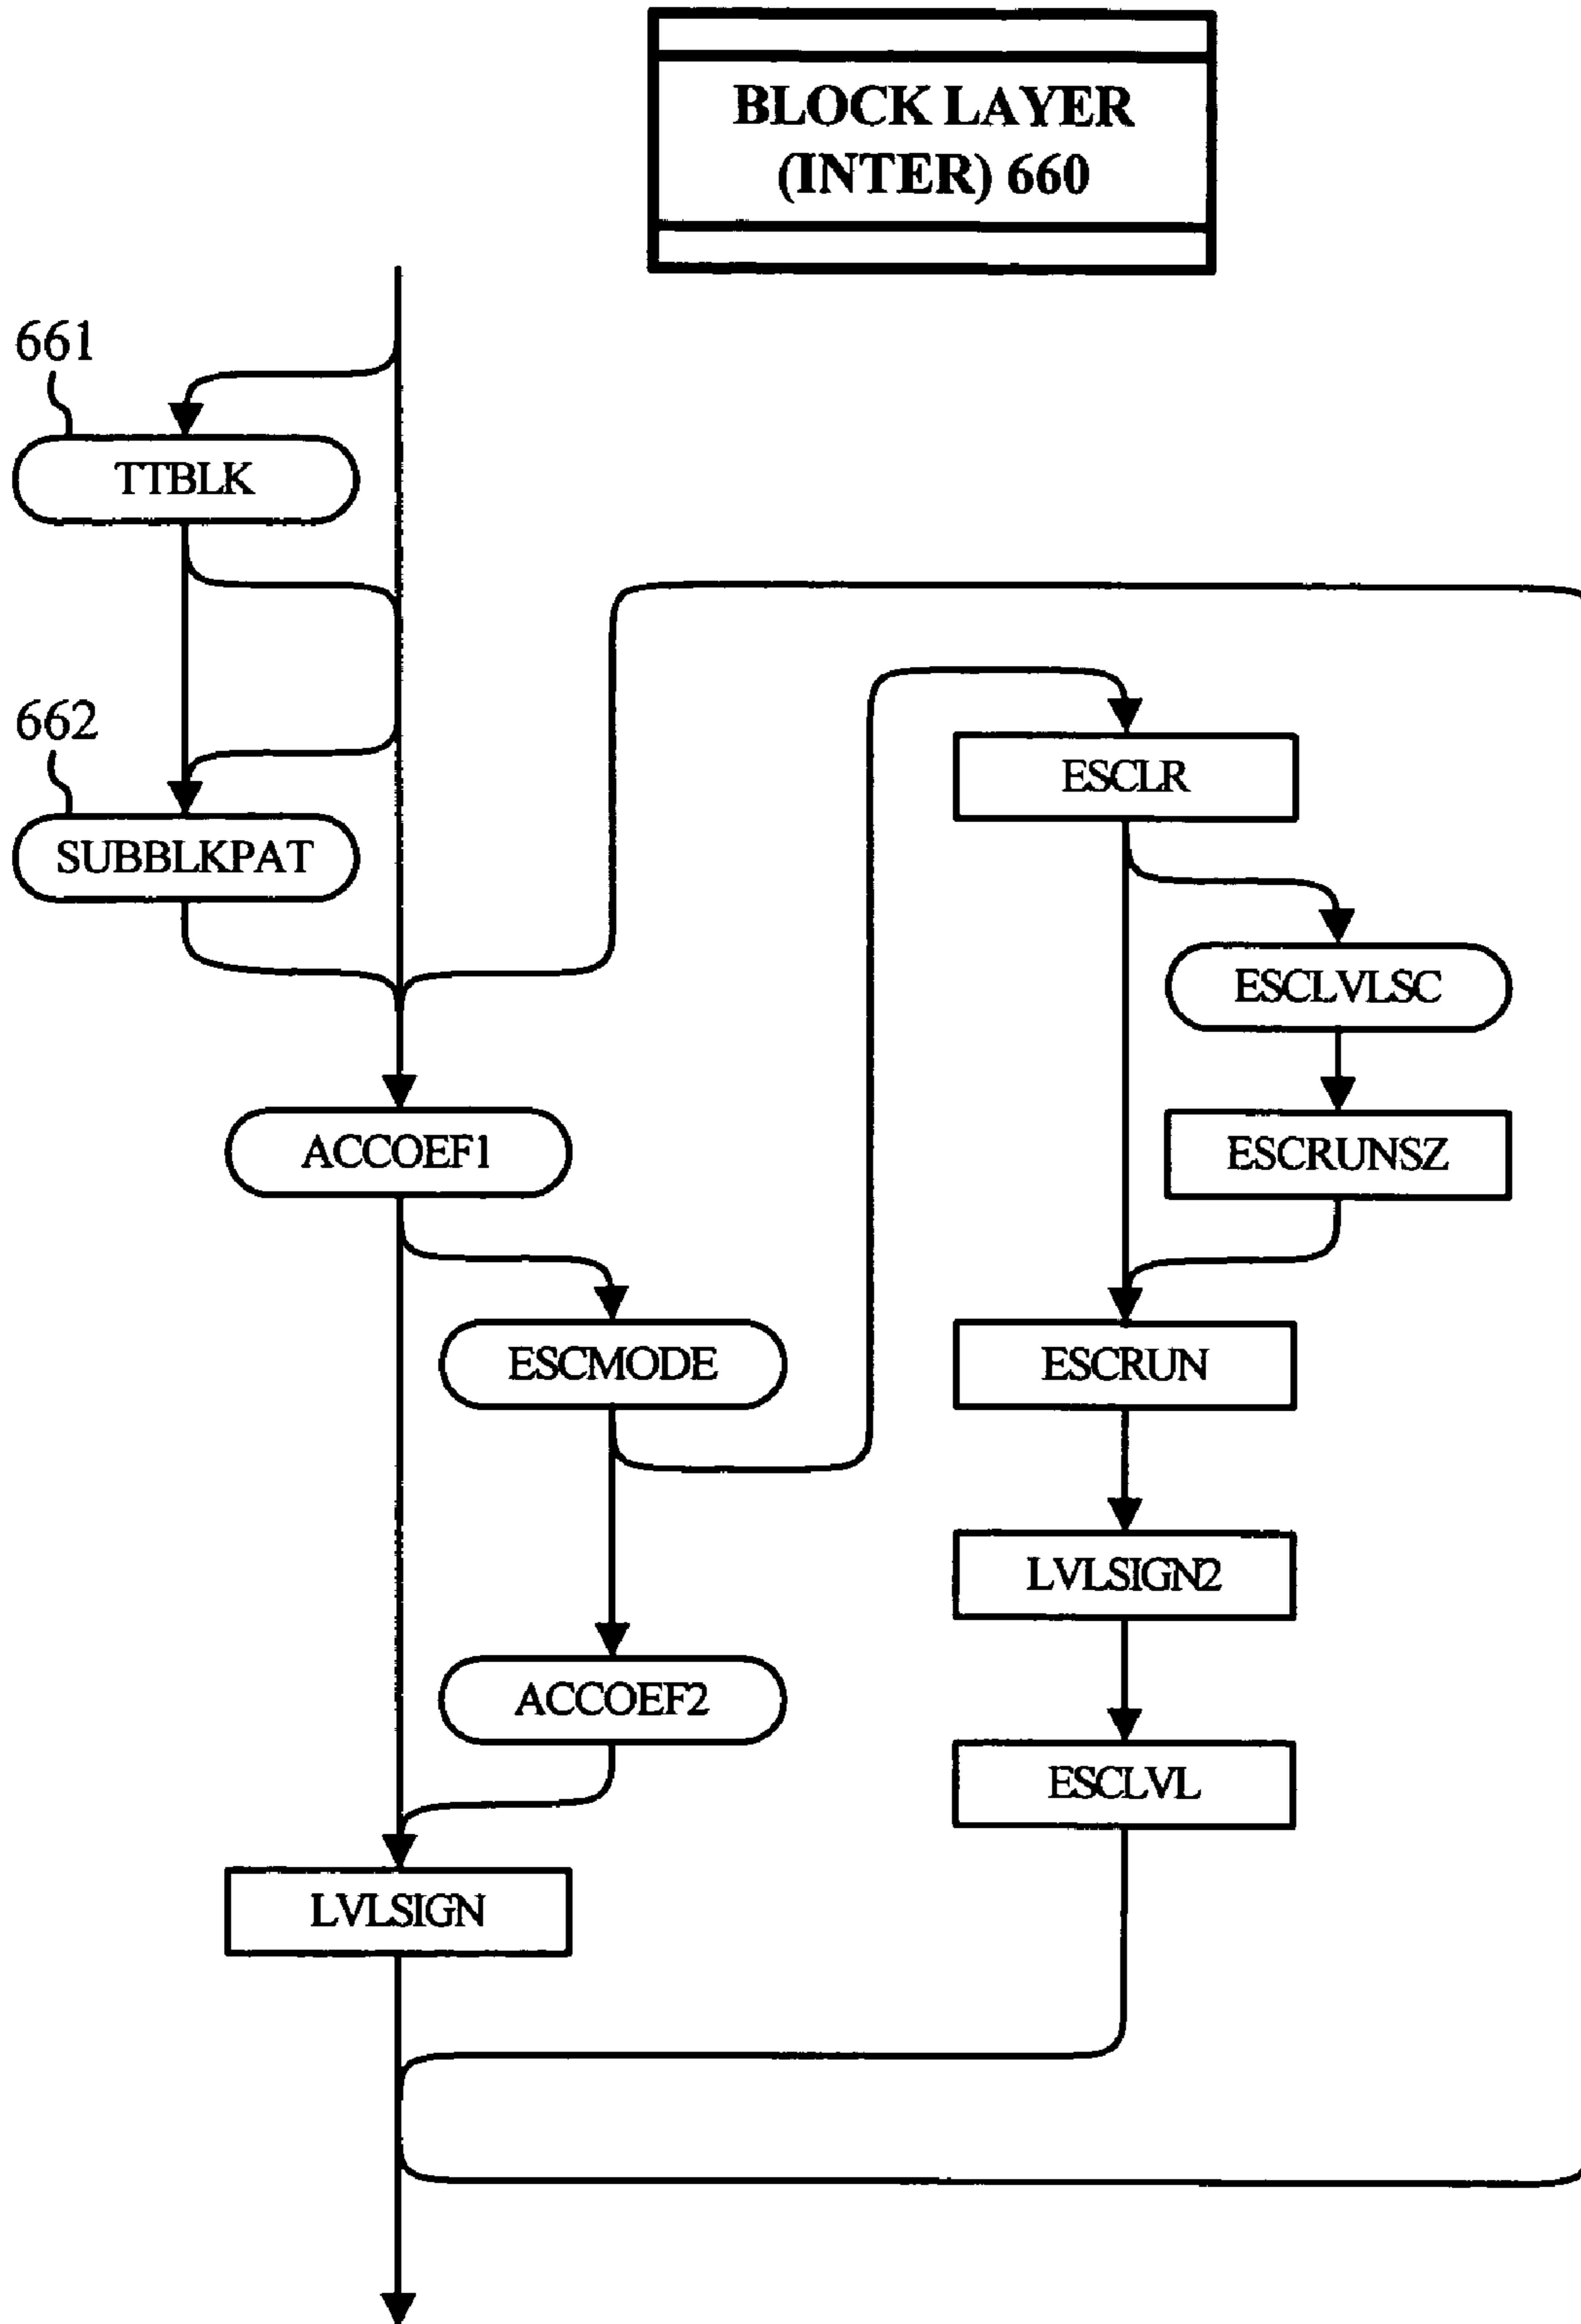 BLOCK LAYER
(INTER) 660
661
TTBLK
662
SUBBLKPAT
ESCLR
ESCLVLSC
ACCOEF1
ESCRUNSZ
ESCMODE
ESCRUN
LVLSIGN2
ACCOEF2
ESCLVL
LVLSIGN